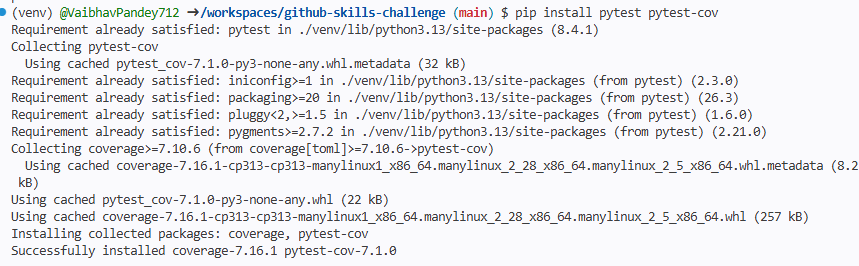 (venv) @VaibhavPandey712 ➜/workspaces/github-skills-challenge (main) $ pip install pytest pytest-cov
Requirement already satisfied: pytest in ./venv/lib/python3.13/site-packages (8.4.1)
Collecting pytest-cov
  Using cached pytest_cov-7.1.0-py3-none-any.whl.metadata (32 kB)
Requirement already satisfied: iniconfig>=1 in ./venv/lib/python3.13/site-packages (from pytest) (2.3.0)
Requirement already satisfied: packaging>=20 in ./venv/lib/python3.13/site-packages (from pytest) (26.3)
Requirement already satisfied: pluggy<2,>=1.5 in ./venv/lib/python3.13/site-packages (from pytest) (1.6.0)
Requirement already satisfied: pygments>=2.7.2 in ./venv/lib/python3.13/site-packages (from pytest) (2.21.0)
Collecting coverage>=7.10.6 (from coverage[toml]>=7.10.6->pytest-cov)
  Using cached coverage-7.16.1-cp313-cp313-manylinux1_x86_64.manylinux_2_28_x86_64.manylinux_2_5_x86_64.whl.metadata (8.2
 kB)
Using cached pytest_cov-7.1.0-py3-none-any.whl (22 kB)
Using cached coverage-7.16.1-cp313-cp313-manylinux1_x86_64.manylinux_2_28_x86_64.manylinux_2_5_x86_64.whl (257 kB)
Installing collected packages: coverage, pytest-cov
Successfully installed coverage-7.16.1 pytest-cov-7.1.0